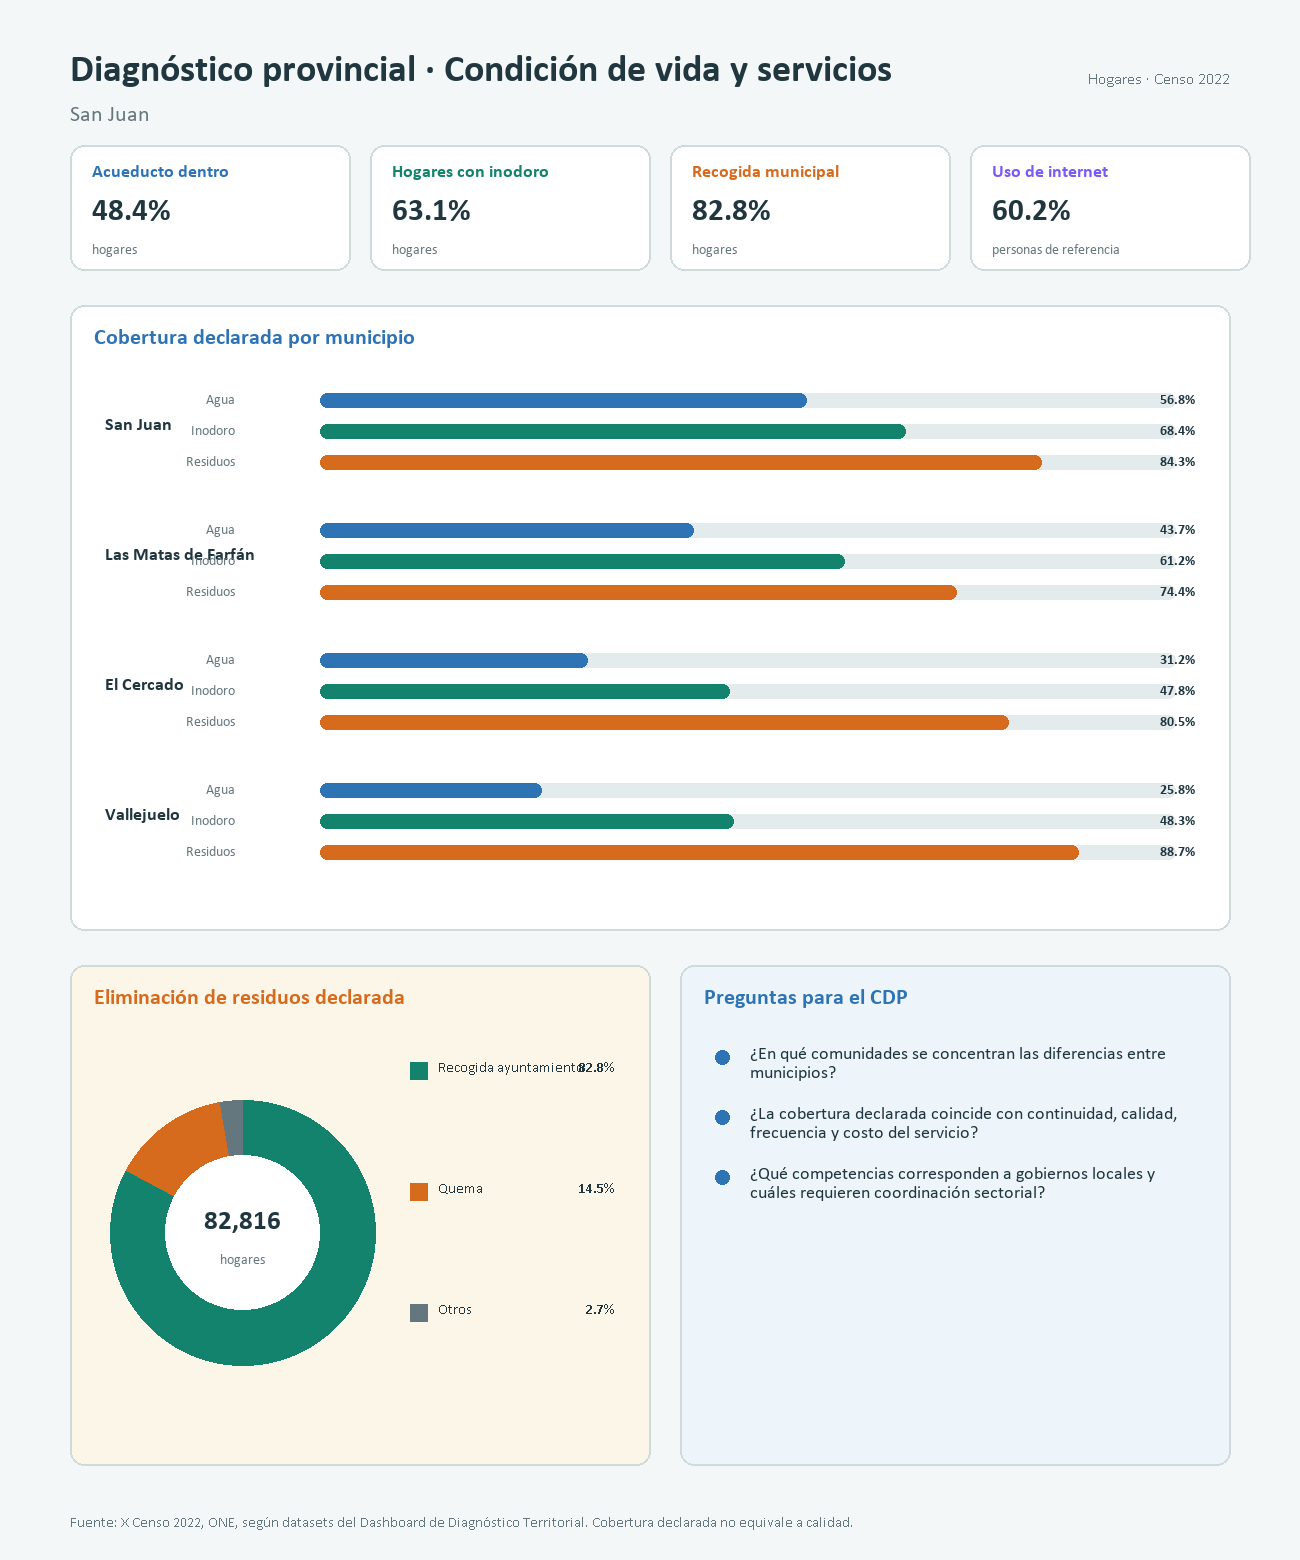 Diagnóstico provincial · Condición de vida y servicios
Hogares · Censo 2022
San Juan
Acueducto dentro
48.4%
hogares
Hogares con inodoro
63.1%
hogares
Recogida municipal
82.8%
hogares
Uso de internet
60.2%
personas de referencia
Cobertura declarada por municipio
San Juan
Agua 56.8%
Inodoro 68.4%
Residuos 84.3%
Las Matas de Farfán
Agua 43.7%
Inodoro 61.2%
Residuos 74.4%
El Cercado
Agua 31.2%
Inodoro 47.8%
Residuos 80.5%
Vallejuelo
Agua 25.8%
Inodoro 48.3%
Residuos 88.7%
Eliminación de residuos declarada
Recogida ayuntamiento 82.8%
Quema 14.5%
Otros 2.7%
82,816
hogares
Preguntas para el CDP
¿En qué comunidades se concentran las diferencias entre
municipios?
¿La cobertura declarada coincide con continuidad, calidad,
frecuencia y costo del servicio?
¿Qué competencias corresponden a gobiernos locales y
cuáles requieren coordinación sectorial?
Fuente: X Censo 2022, ONE, según datasets del Dashboard de Diagnóstico Territorial. Cobertura declarada no equivale a calidad.